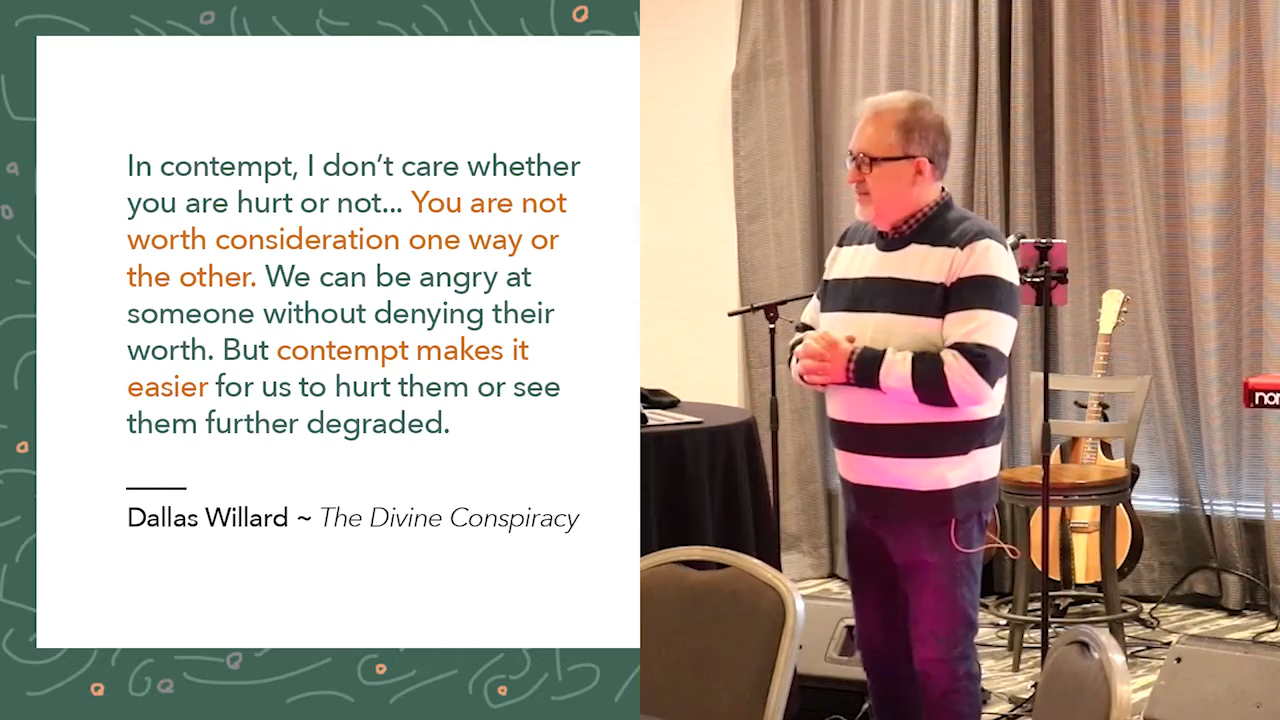 In contempt, I don’t care whether
you are hurt or not... You are not
worth consideration one way or
the other. We can be angry at
someone without denying their
worth. But contempt makes it
easier for us to hurt them or see
them further degraded.
Dallas Willard ~ The Divine Conspiracy